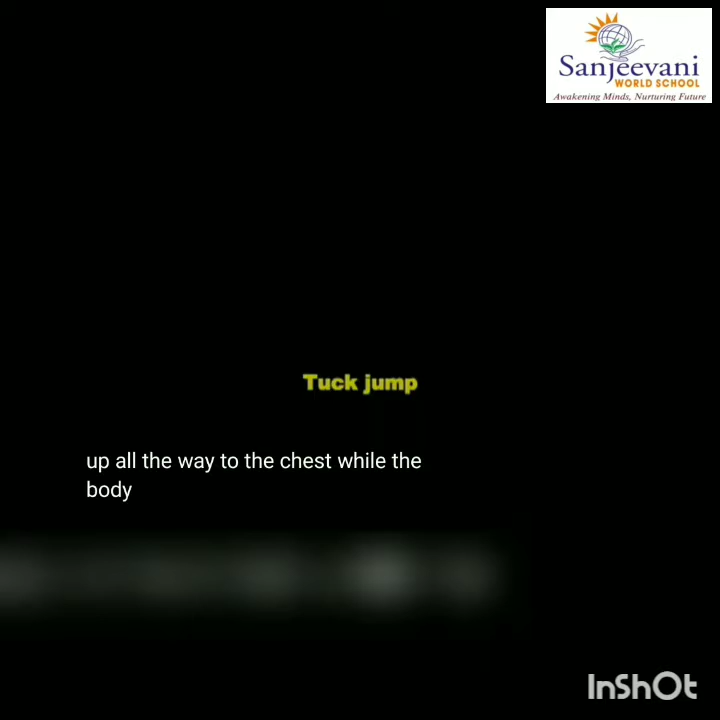 Sanjeevani
WORLD SCHOOL
Awakening Minds, Nurturing Future
Tuck jump
up all the way to the chest while the
body
InShOt